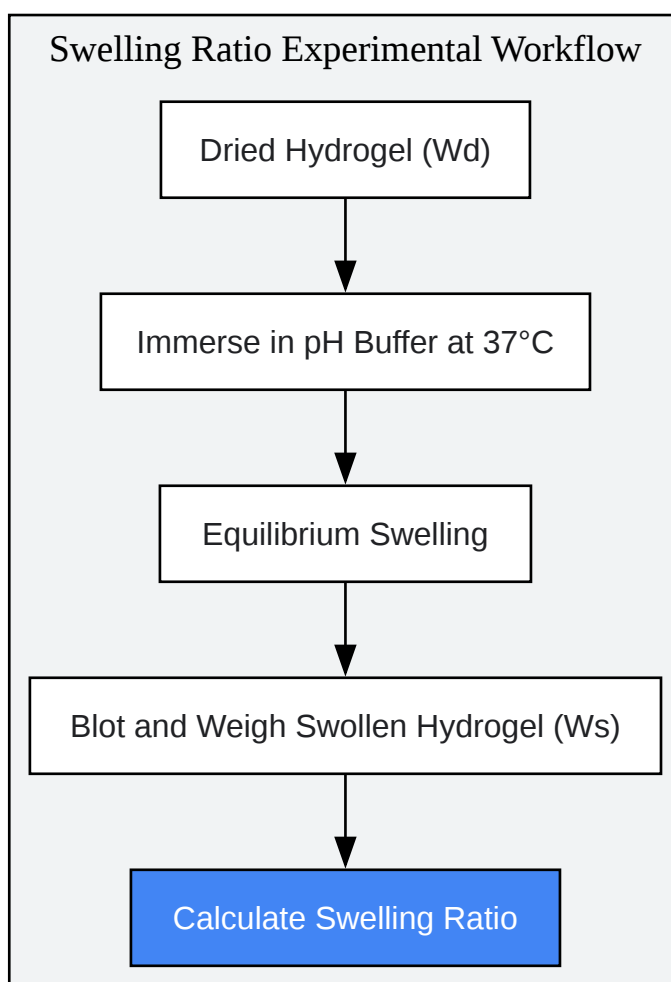 Swelling Ratio Experimental Workflow
Dried Hydrogel (Wd)
Immerse in pH Buffer at 37°C
Equilibrium Swelling
Blot and Weigh Swollen Hydrogel (Ws)
Calculate Swelling Ratio